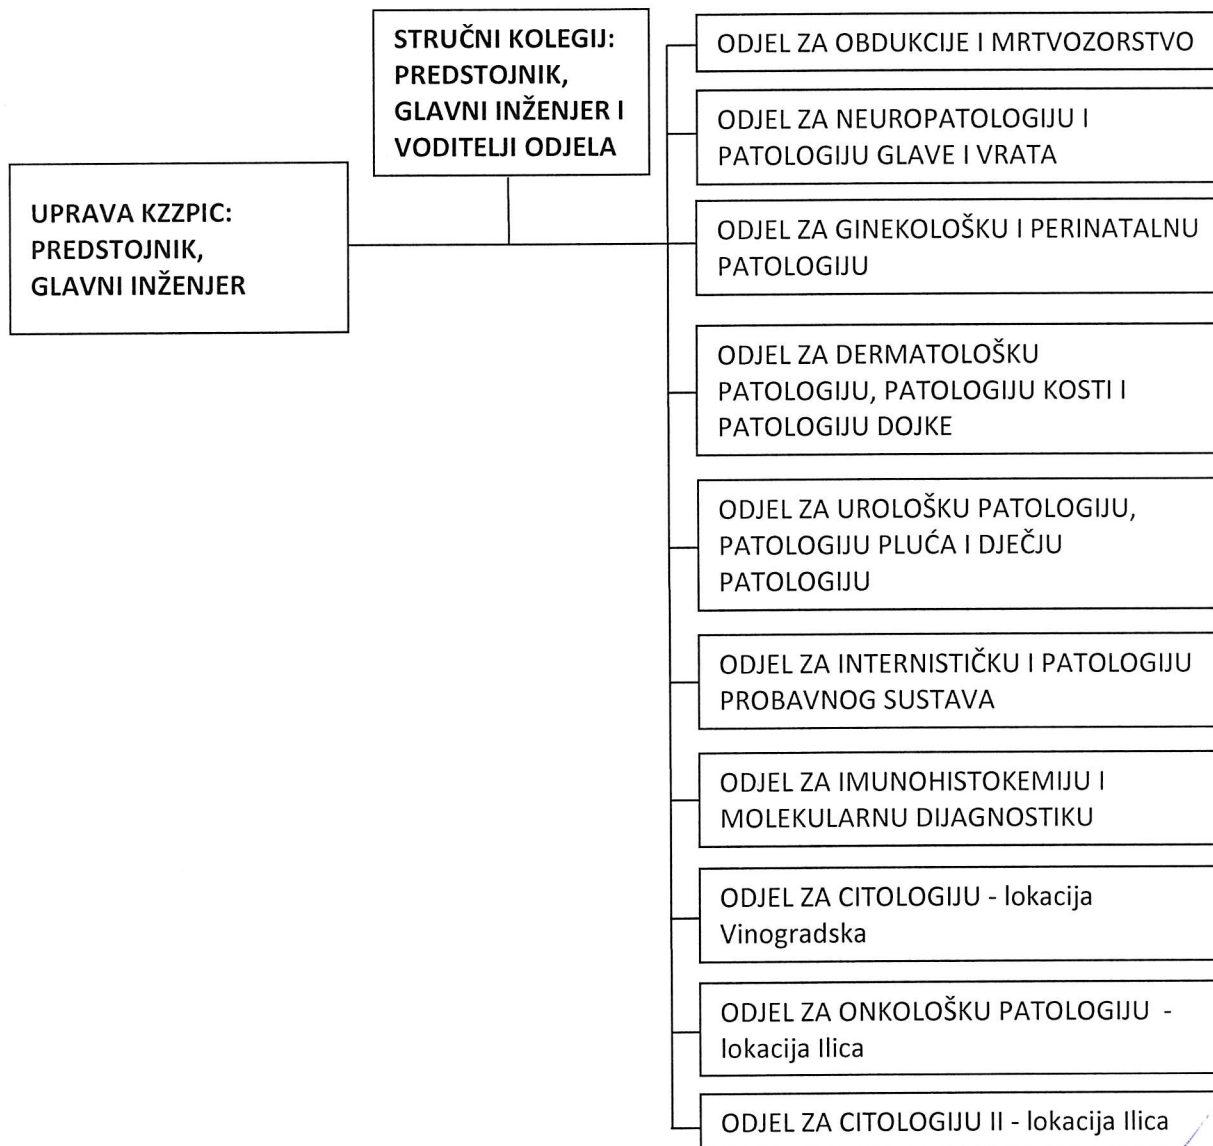 STRUČNI KOLEGIJ:
PREDSTOJNIK,
GLAVNI INŽENJER I
VODITELJI ODJELA
UPRAVA KZZPIC:
PREDSTOJNIK,
GLAVNI INŽENJER
ODJEL ZA OBDUKCIJE I MRTVOZORSTVO
ODJEL ZA NEUROPATOLOGIJU I
PATOLOGIJU GLAVE I VRATA
ODJEL ZA GINEKOLOŠKU I PERINATALNU
PATOLOGIJU
ODJEL ZA DERMATOLOŠKU
PATOLOGIJU, PATOLOGIJU KOSTI I
PATOLOGIJU DOJKE
ODJEL ZA UROLOŠKU PATOLOGIJU,
PATOLOGIJU PLUĆA I DJEČJU
PATOLOGIJU
ODJEL ZA INTERNISTIČKU I PATOLOGIJU
PROBAVNOG SUSTAVA
ODJEL ZA IMUNOHISTOKEMIJU I
MOLEKULARNU DIJAGNOSTIKU
ODJEL ZA CITOLOGIJU - lokacija
Vinogradska
ODJEL ZA ONKOLOŠKU PATOLOGIJU -
lokacija Ilica
ODJEL ZA CITOLOGIJU II - lokacija Ilica